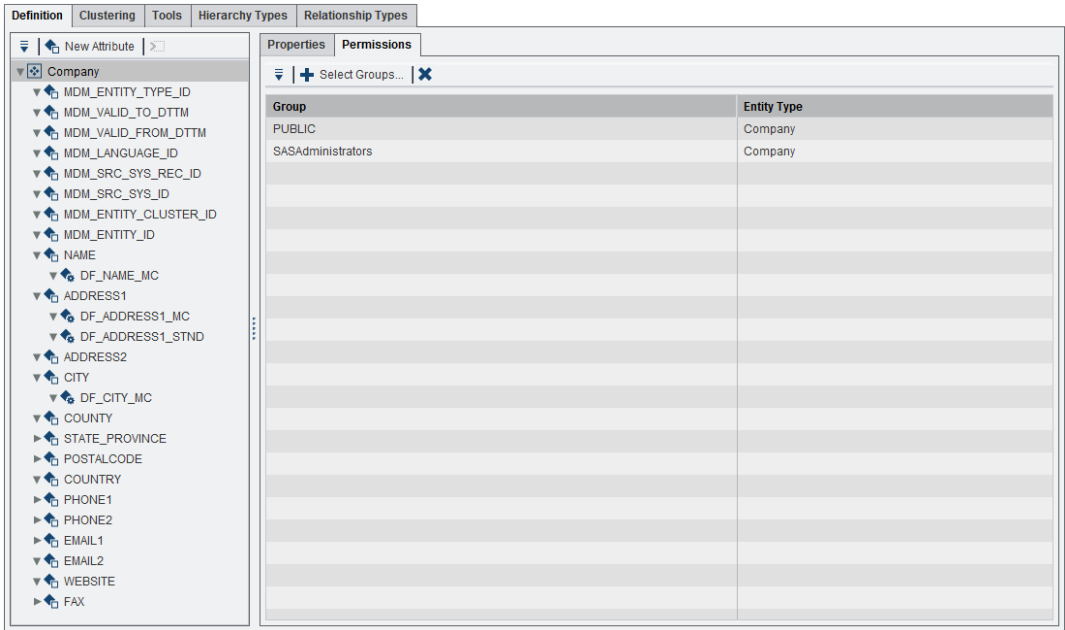 Definition Clustering Tools Hierarchy Types Relationship Types
New Attribute
Company
MDM_ENTITY_TYPE_ID
MDM_VALID_TO_DTTM
MDM_VALID_FROM_DTTM
MDM_LANGUAGE_ID
MDM_SRC_SYS_REC_ID
MDM_SRC_SYS_ID
MDM_ENTITY_CLUSTER_ID
MDM_ENTITY_ID
NAME
DF_NAME_MC
ADDRESS1
DF_ADDRESS1_MC
DF_ADDRESS1_STND
ADDRESS2
CITY
DF_CITY_MC
COUNTY
STATE_PROVINCE
POSTALCODE
COUNTRY
PHONE1
PHONE2
EMAIL1
EMAIL2
WEBSITE
FAX
Properties Permissions
Select Groups...
Group Entity Type
PUBLIC Company
SASAdministrators Company